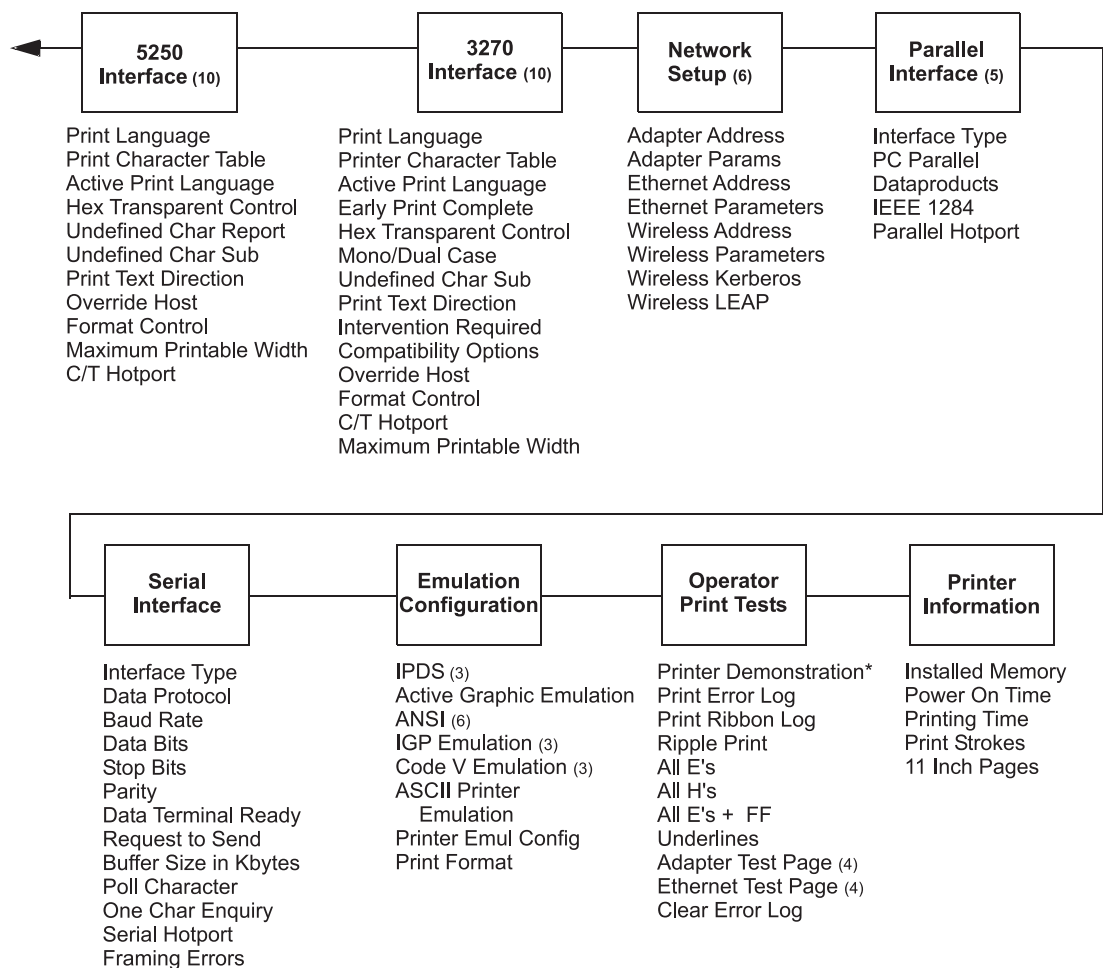 5250
Interface (10)
3270
Interface (10)
Network
Setup (6)
Parallel
Interface (5)
Print Language
Print Character Table
Active Print Language
Hex Transparent Control
Undefined Char Report
Undefined Char Sub
Print Text Direction
Override Host
Format Control
Maximum Printable Width
C/T Hotport
Print Language
Printer Character Table
Active Print Language
Early Print Complete
Hex Transparent Control
Mono/Dual Case
Undefined Char Sub
Print Text Direction
Intervention Required
Compatibility Options
Override Host
Format Control
C/T Hotport
Maximum Printable Width
Adapter Address
Adapter Params
Ethernet Address
Ethernet Parameters
Wireless Address
Wireless Parameters
Wireless Kerberos
Wireless LEAP
Interface Type
PC Parallel
Dataproducts
IEEE 1284
Parallel Hotport
Serial
Interface
Emulation
Configuration
Operator
Print Tests
Printer
Information
Interface Type
Data Protocol
Baud Rate
Data Bits
Stop Bits
Parity
Data Terminal Ready
Request to Send
Buffer Size in Kbytes
Poll Character
One Char Enquiry
Serial Hotport
Framing Errors
IPDS (3)
Active Graphic Emulation
ANSI (6)
IGP Emulation (3)
Code V Emulation (3)
ASCII Printer
Emulation
Printer Emul Config
Print Format
Printer Demonstration*
Print Error Log
Print Ribbon Log
Ripple Print
All E's
All H's
All E's + FF
Underlines
Adapter Test Page (4)
Ethernet Test Page (4)
Clear Error Log
Installed Memory
Power On Time
Printing Time
Print Strokes
11 Inch Pages